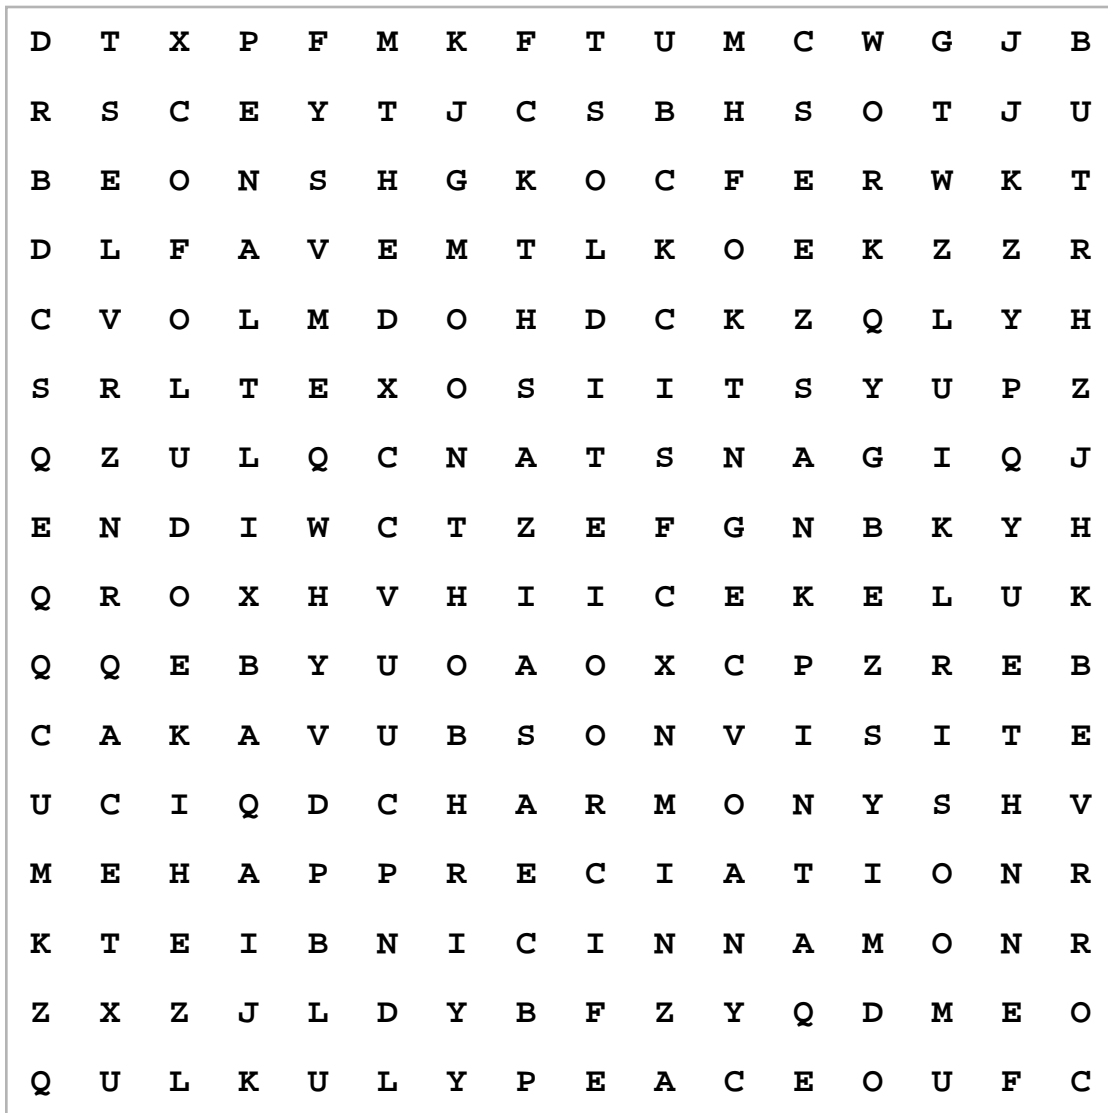 D T X P F M K F T U M C W G J B
R S C E Y T J C S B H S O T J U
B E O N S H G K O C F E R W K T
D L F A V E M T L K O E K Z Z R
C V O L M D O H D C K Z Q L Y H
S R L T E X O S I I T S Y U P Z
Q Z U L Q C N A T S N A G I Q J
E N D I W C T Z E F G N B K Y H
Q R O X H V H I I C E K E L U K
Q Q E B Y U O A O X C P Z R E B
C A K A V U B S O N V I S I T E
U C I Q D C H A R M O N Y S H V
M E H A P P R E C I A T I O N R
K T E I B N I C I N N A M O N R
Z X Z J L D Y B F Z Y Q D M E O
Q U L K U L Y P E A C E O U F C